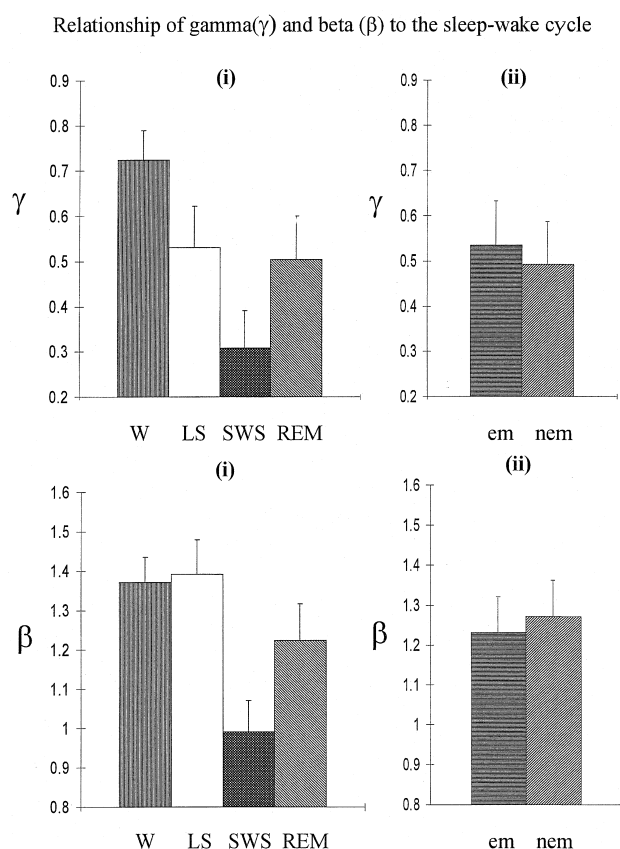 Relationship of gamma(γ) and beta (β) to the sleep-wake cycle
(i)
0.9
0.8
0.7
0.6
0.5
0.4
0.3
0.2
γ
W LS SWS REM
(ii)
0.9
0.8
0.7
0.6
0.5
0.4
0.3
0.2
γ
em nem
(i)
1.6
1.5
1.4
1.3
1.2
1.1
1
0.9
0.8
β
W LS SWS REM
(ii)
1.6
1.5
1.4
1.3
1.2
1.1
1
0.9
0.8
β
em nem